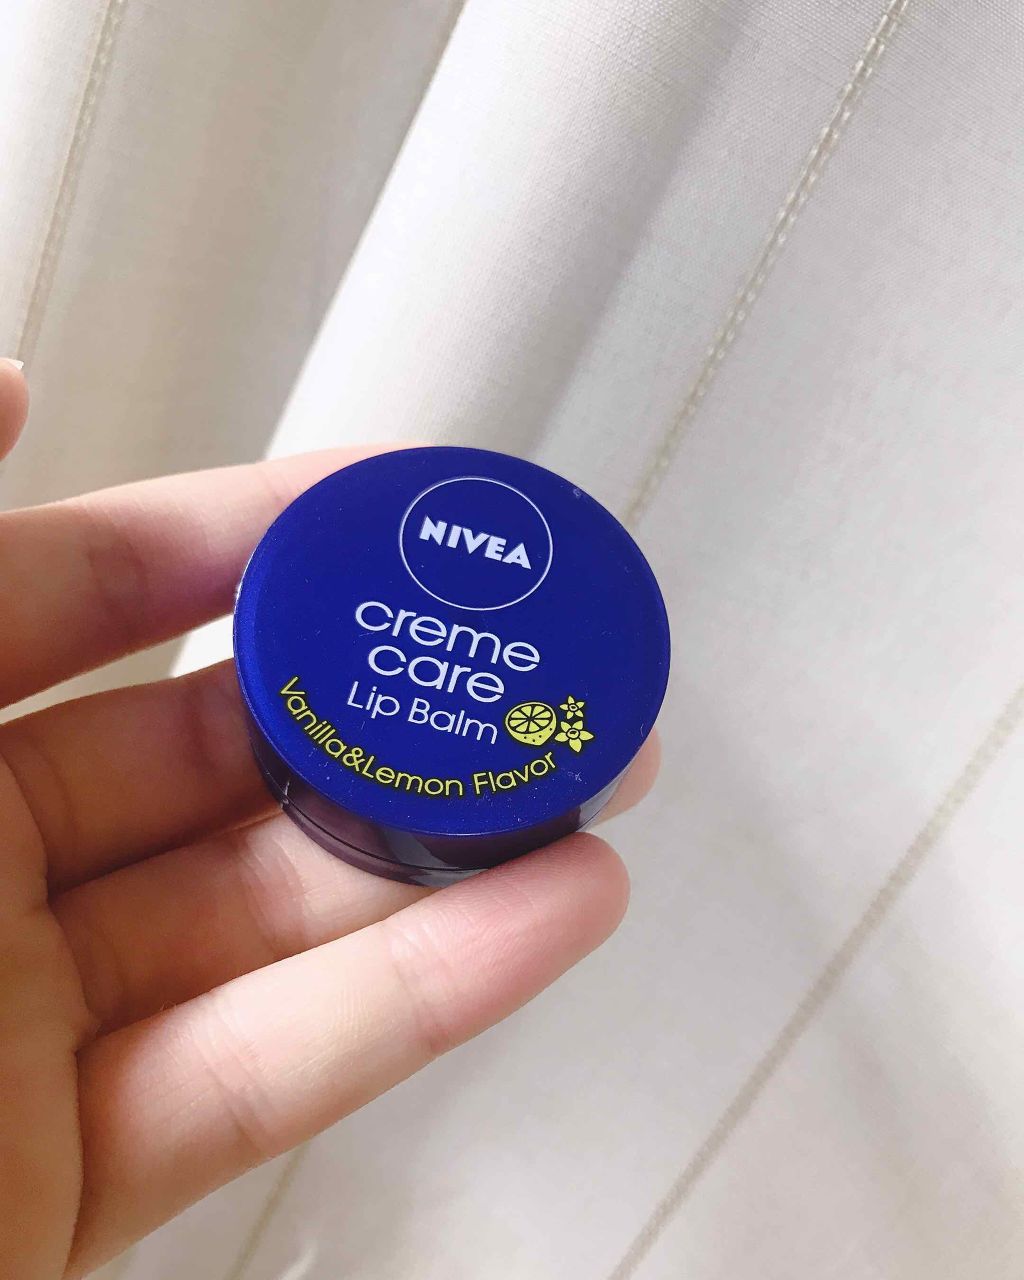 NIVEA
creme
care
Lip Balm
Vanilla&Lemon Flavor